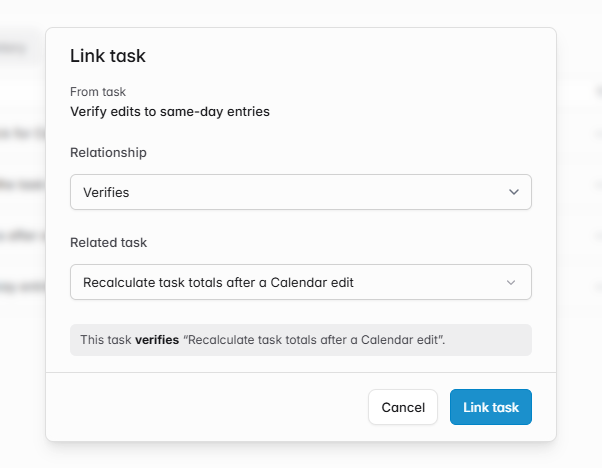 Link task
From task
Verify edits to same-day entries
Relationship
Verifies
Related task
Recalculate task totals after a Calendar edit
This task verifies “Recalculate task totals after a Calendar edit”.
Cancel
Link task